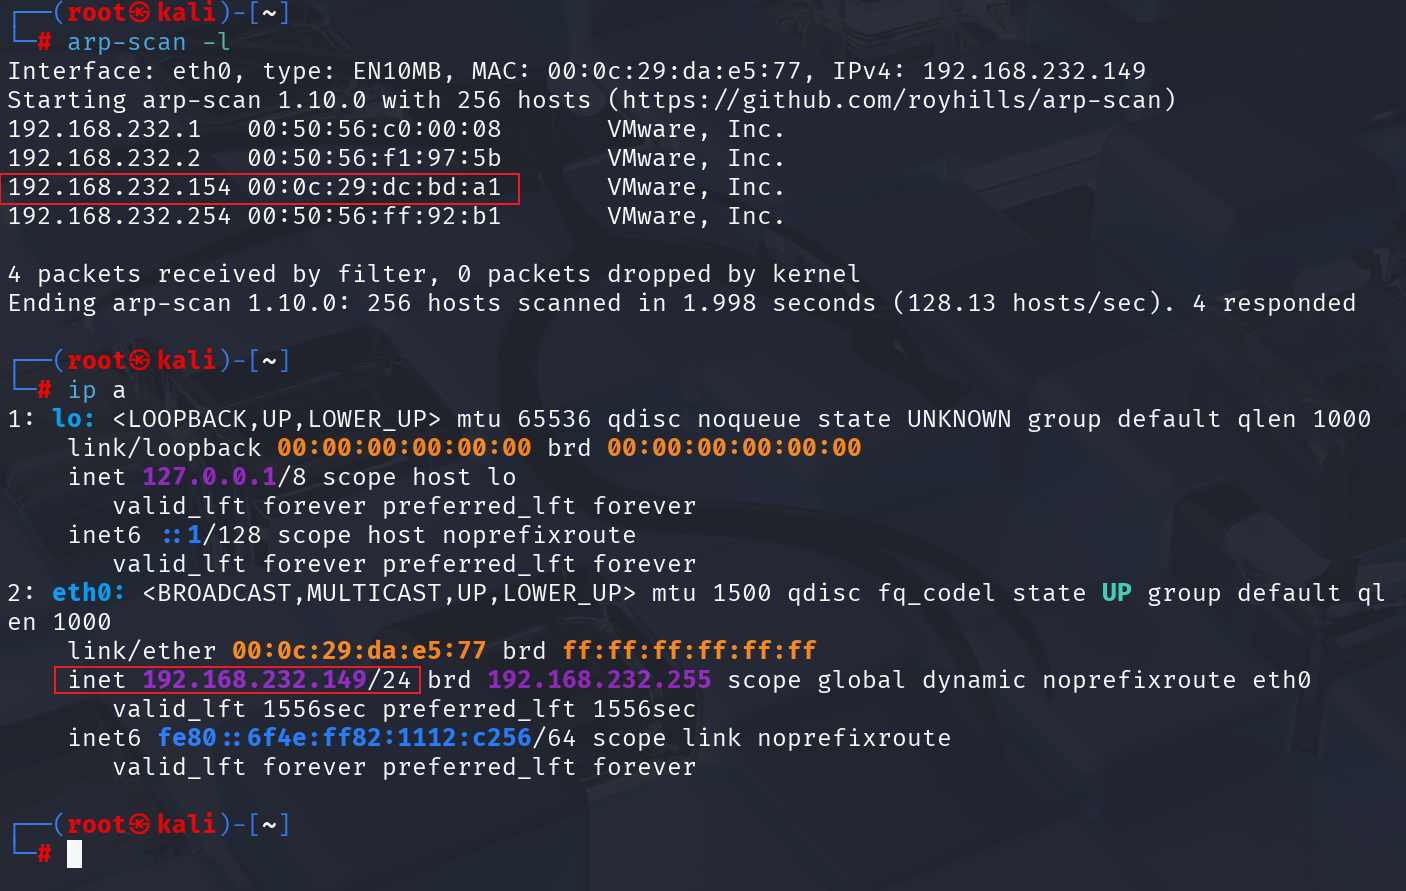 ┌──(root㉿kali)-[~]
└─# arp-scan -l
Interface: eth0, type: EN10MB, MAC: 00:0c:29:da:e5:77, IPv4: 192.168.232.149
Starting arp-scan 1.10.0 with 256 hosts (https://github.com/royhills/arp-scan)
192.168.232.1   00:50:56:c0:00:08       VMware, Inc.
192.168.232.2   00:50:56:f1:97:5b       VMware, Inc.
192.168.232.154 00:0c:29:dc:bd:a1       VMware, Inc.
192.168.232.254 00:50:56:ff:92:b1       VMware, Inc.
4 packets received by filter, 0 packets dropped by kernel
Ending arp-scan 1.10.0: 256 hosts scanned in 1.998 seconds (128.13 hosts/sec). 4 responded
┌──(root㉿kali)-[~]
└─# ip a
1: lo: <LOOPBACK,UP,LOWER_UP> mtu 65536 qdisc noqueue state UNKNOWN group default qlen 1000
    link/loopback 00:00:00:00:00:00 brd 00:00:00:00:00:00
    inet 127.0.0.1/8 scope host lo
       valid_lft forever preferred_lft forever
    inet6 ::1/128 scope host noprefixroute
       valid_lft forever preferred_lft forever
2: eth0: <BROADCAST,MULTICAST,UP,LOWER_UP> mtu 1500 qdisc fq_codel state UP group default ql
en 1000
    link/ether 00:0c:29:da:e5:77 brd ff:ff:ff:ff:ff:ff
    inet 192.168.232.149/24 brd 192.168.232.255 scope global dynamic noprefixroute eth0
       valid_lft 1556sec preferred_lft 1556sec
    inet6 fe80::6f4e:ff82:1112:c256/64 scope link noprefixroute
       valid_lft forever preferred_lft forever
┌──(root㉿kali)-[~]
└─#